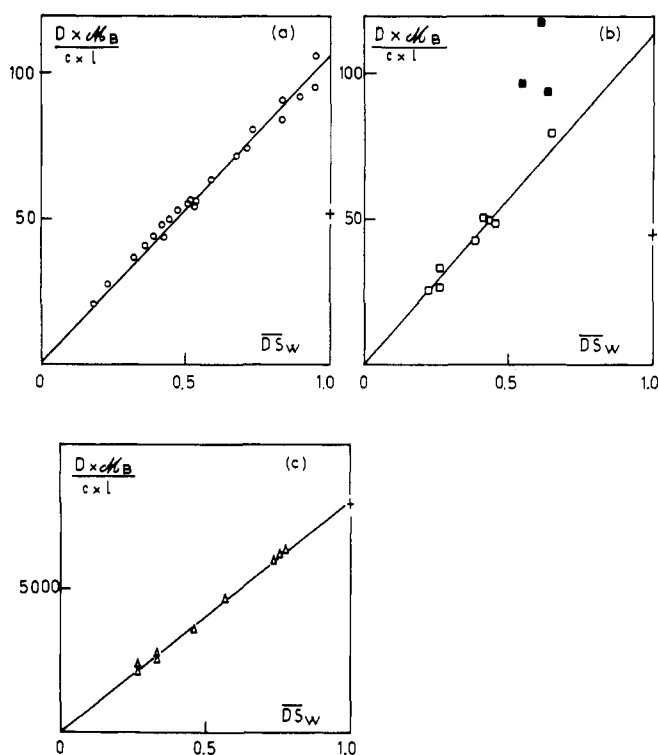 D × ℳB (a)
c × l
100
50
0 0.5 1.0
DSW
D × ℳB (b)
c × l
100
50
0 0.5 1.0
DSW
D × ℳB (c)
c × l
5000
0 0.5 1.0
DSW